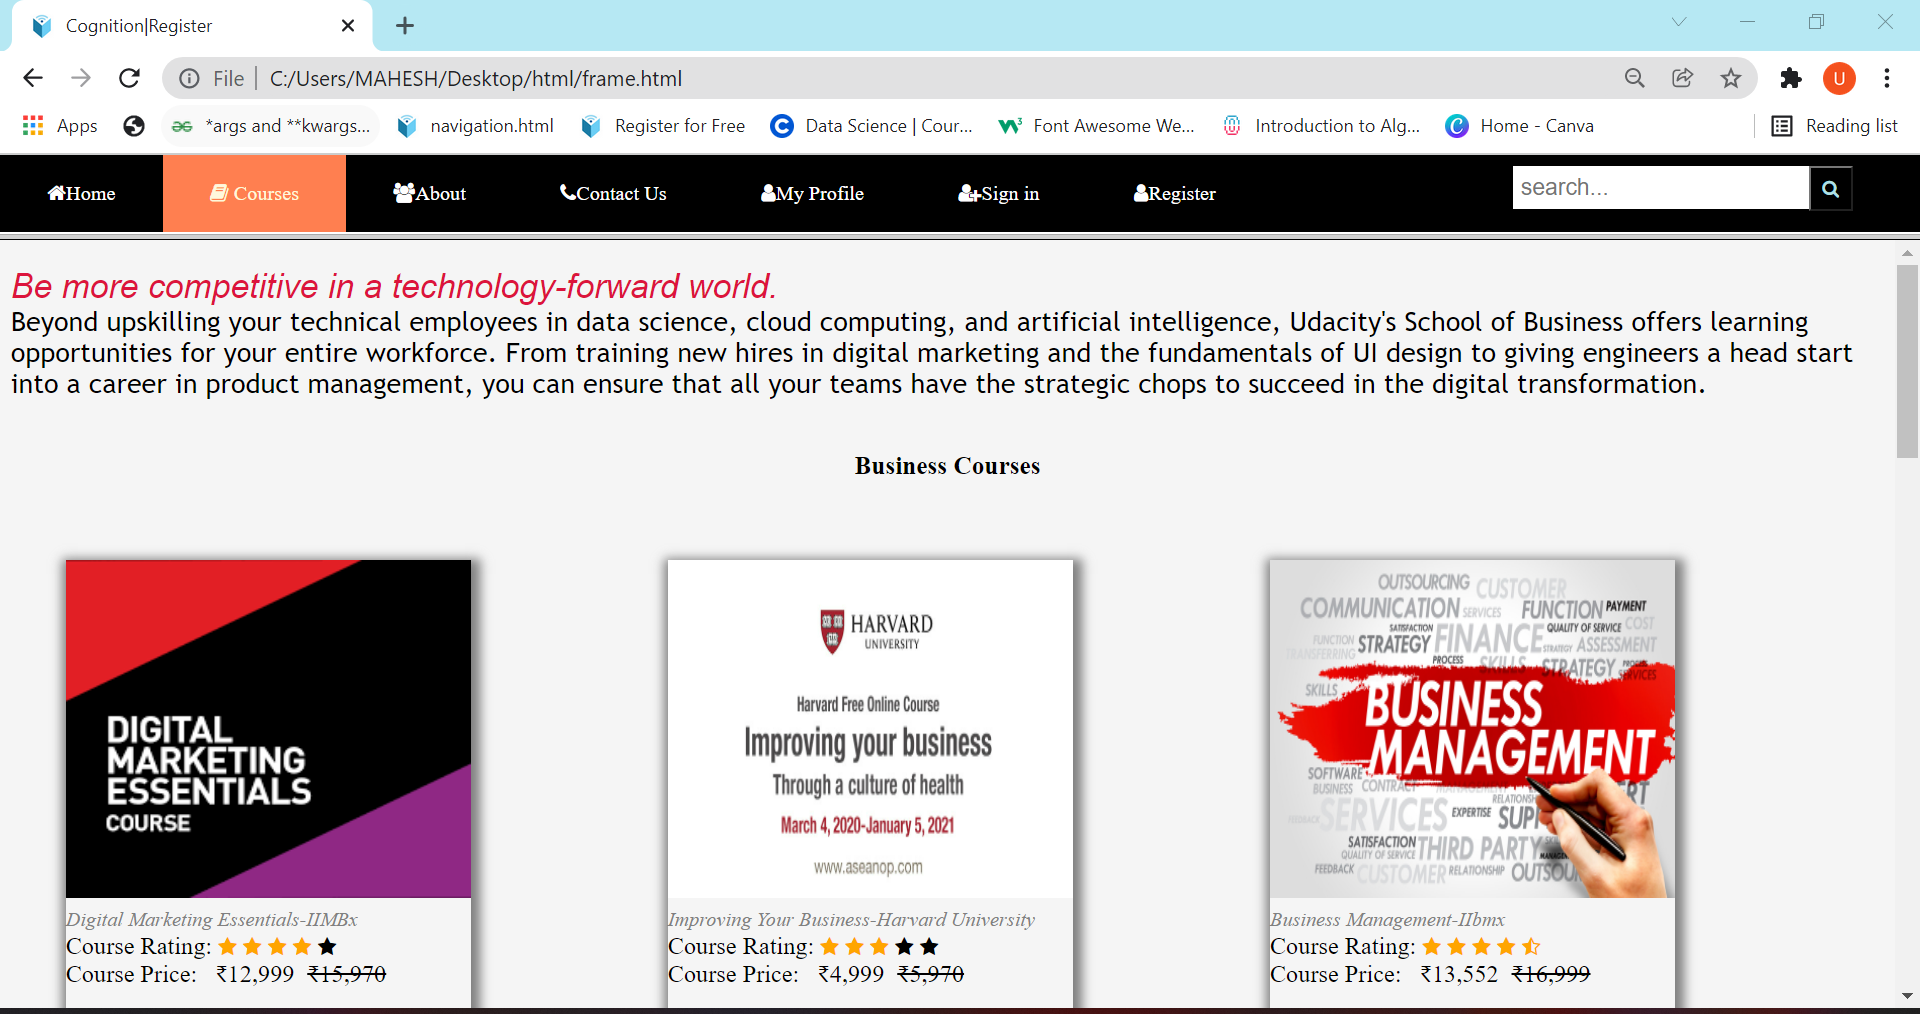 Cognition|Register
File C:/Users/MAHESH/Desktop/html/frame.html
U
Apps *args and **kwargs... navigation.html Register for Free Data Science | Cour... Font Awesome We... Introduction to Alg... Home - Canva Reading list
Home Courses About Contact Us My Profile Sign in Register search...
Be more competitive in a technology-forward world.
Beyond upskilling your technical employees in data science, cloud computing, and artificial intelligence, Udacity's School of Business offers learning
opportunities for your entire workforce. From training new hires in digital marketing and the fundamentals of UI design to giving engineers a head start
into a career in product management, you can ensure that all your teams have the strategic chops to succeed in the digital transformation.
Business Courses
DIGITAL
MARKETING
ESSENTIALS
COURSE
Digital Marketing Essentials-IIMBx
Course Rating:
Course Price: ₹12,999 ₹15,970
HARVARD
UNIVERSITY
Harvard Free Online Course
Improving your business
Through a culture of health
March 4, 2020-January 5, 2021
www.aseanop.com
Improving Your Business-Harvard University
Course Rating:
Course Price: ₹4,999 ₹5,970
OUTSOURCING CUSTOMER
COMMUNICATION SERVICES FUNCTION PAYMENT
SATISFACTION QUALITY OF SERVICE COST
FUNCTION STRATEGY FINANCE STRATEGY ASSESSMENT
TRANSFERRING PROCESS SKILLS STRATEGY
SERVICES
SKILLS
BUSINESS
MANAGEMENT
SOFTWARE
BUSINESS CONTRACT
SERVICES EXPERTISE
FEEDBACK
SATISFACTION
QUALITY OF SERVICE THIRD PARTY
FEEDBACK CUSTOMER RELATIONSHIP
Business Management-IIbmx
Course Rating:
Course Price: ₹13,552 ₹16,999